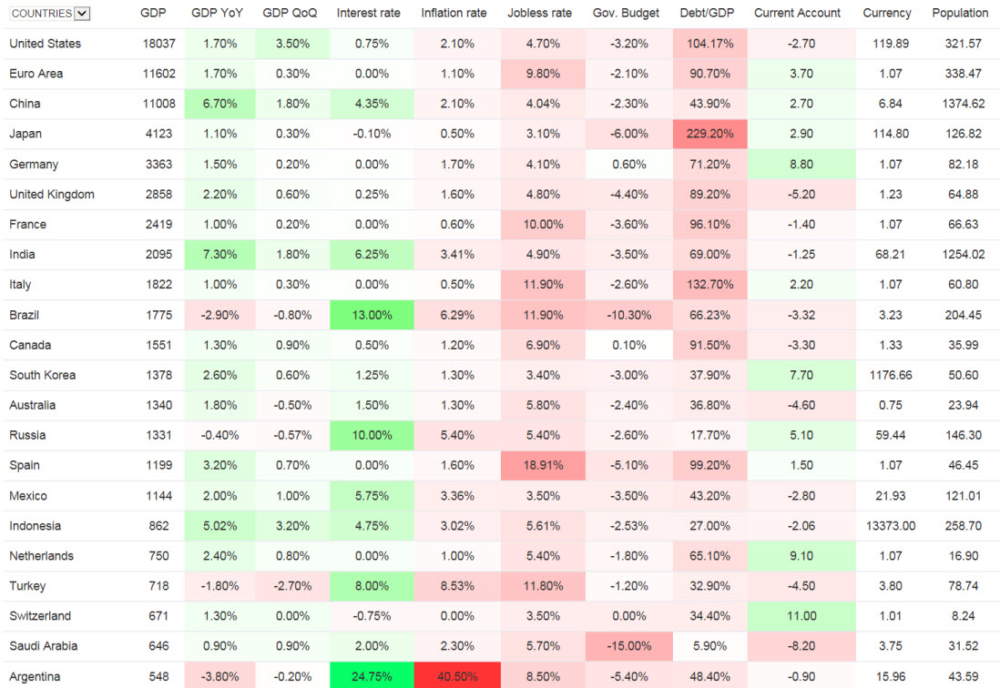 COUNTRIES GDP GDP YoY GDP QoQ Interest rate Inflation rate Jobless rate Gov. Budget Debt/GDP Current Account Currency Population
United States 18037 1.70% 3.50% 0.75% 2.10% 4.70% -3.20% 104.17% -2.70 119.89 321.57
Euro Area 11602 1.70% 0.30% 0.00% 1.10% 9.80% -2.10% 90.70% 3.70 1.07 338.47
China 11008 6.70% 1.80% 4.35% 2.10% 4.04% -2.30% 43.90% 2.70 6.84 1374.62
Japan 4123 1.10% 0.30% -0.10% 0.50% 3.10% -6.00% 229.20% 2.90 114.80 126.82
Germany 3363 1.50% 0.20% 0.00% 1.70% 4.10% 0.60% 71.20% 8.80 1.07 82.18
United Kingdom 2858 2.20% 0.60% 0.25% 1.60% 4.80% -4.40% 89.20% -5.20 1.23 64.88
France 2419 1.00% 0.20% 0.00% 0.60% 10.00% -3.60% 96.10% -1.40 1.07 66.63
India 2095 7.30% 1.80% 6.25% 3.41% 4.90% -3.50% 69.00% -1.25 68.21 1254.02
Italy 1822 1.00% 0.30% 0.00% 0.50% 11.90% -2.60% 132.70% 2.20 1.07 60.80
Brazil 1775 -2.90% -0.80% 13.00% 6.29% 11.90% -10.30% 66.23% -3.32 3.23 204.45
Canada 1551 1.30% 0.90% 0.50% 1.20% 6.90% 0.10% 91.50% -3.30 1.33 35.99
South Korea 1378 2.60% 0.60% 1.25% 1.30% 3.40% -3.00% 37.90% 7.70 1176.66 50.60
Australia 1340 1.80% -0.50% 1.50% 1.30% 5.80% -2.40% 36.80% -4.60 0.75 23.94
Russia 1331 -0.40% -0.57% 10.00% 5.40% 5.40% -2.60% 17.70% 5.10 59.44 146.30
Spain 1199 3.20% 0.70% 0.00% 1.60% 18.91% -5.10% 99.20% 1.50 1.07 46.45
Mexico 1144 2.00% 1.00% 5.75% 3.36% 3.50% -3.50% 43.20% -2.80 21.93 121.01
Indonesia 862 5.02% 3.20% 4.75% 3.02% 5.61% -2.53% 27.00% -2.06 13373.00 258.70
Netherlands 750 2.40% 0.80% 0.00% 1.00% 5.40% -1.80% 65.10% 9.10 1.07 16.90
Turkey 718 -1.80% -2.70% 8.00% 8.53% 11.80% -1.20% 32.90% -4.50 3.80 78.74
Switzerland 671 1.30% 0.00% -0.75% 0.00% 3.50% 0.00% 34.40% 11.00 1.01 8.24
Saudi Arabia 646 0.90% 0.90% 2.00% 2.30% 5.70% -15.00% 5.90% -8.20 3.75 31.52
Argentina 548 -3.80% -0.20% 24.75% 40.50% 8.50% -5.40% 48.40% -0.90 15.96 43.59